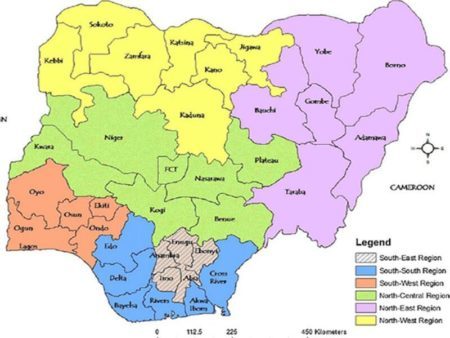 Sokoto
Katsina
Jigawa
Yobe
Borno
Kebbi
Zamfara
Kano
Bauchi
Gombe
Kaduna
Adamawa
Niger
Plateau
Kwara
FCT
Nasarawa
Taraba
CAMEROON
Oyo
Kogi
Benue
Osun
Ekiti
Ogun
Ondo
Lagos
Edo
Enugu
Anambra
Ebonyi
Delta
Imo
Abia
Cross
River
Bayelsa
Rivers
Akwa
Ibom
Legend
South-East Region
South-South Region
South-West Region
North-Central Region
North-East Region
North-West Region
0 112.5 225 450 Kilometers